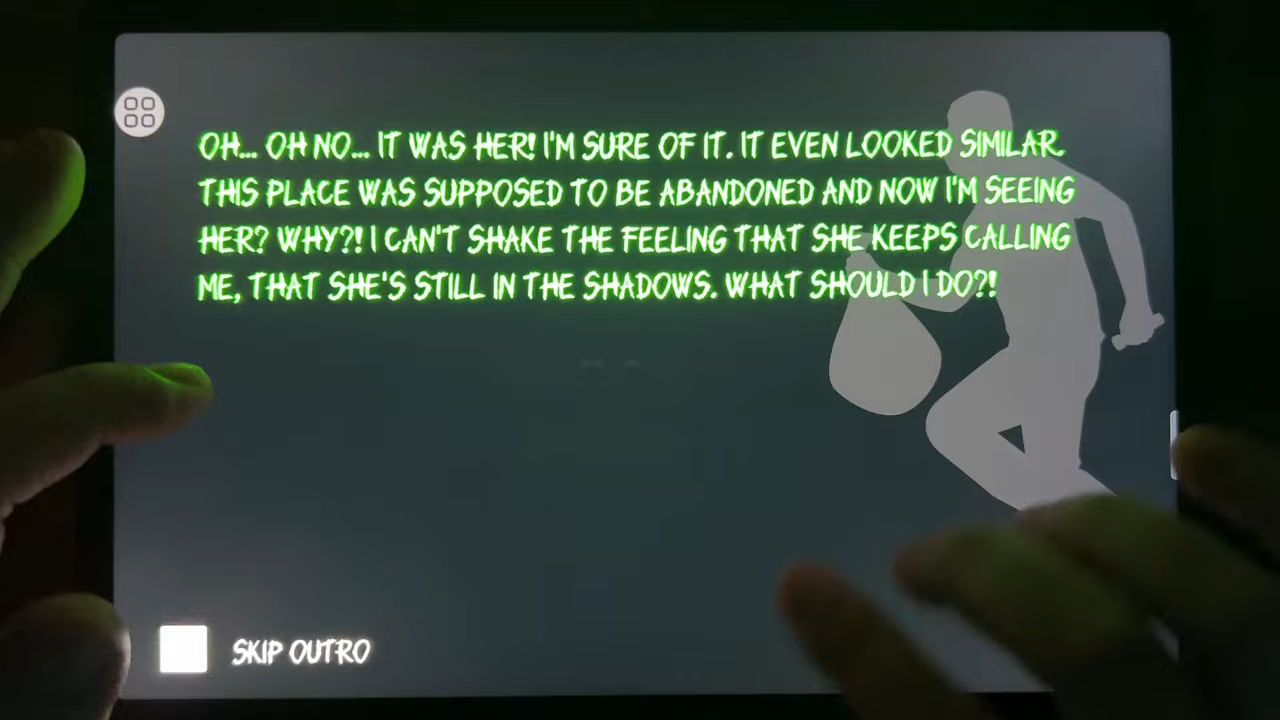 OH... OH NO... IT WAS HER! I'M SURE OF IT. IT EVEN LOOKED SIMILAR.
THIS PLACE WAS SUPPOSED TO BE ABANDONED AND NOW I'M SEEING
HER? WHY?! I CAN'T SHAKE THE FEELING THAT SHE KEEPS CALLING
ME, THAT SHE'S STILL IN THE SHADOWS. WHAT SHOULD I DO?!
SKIP OUTRO